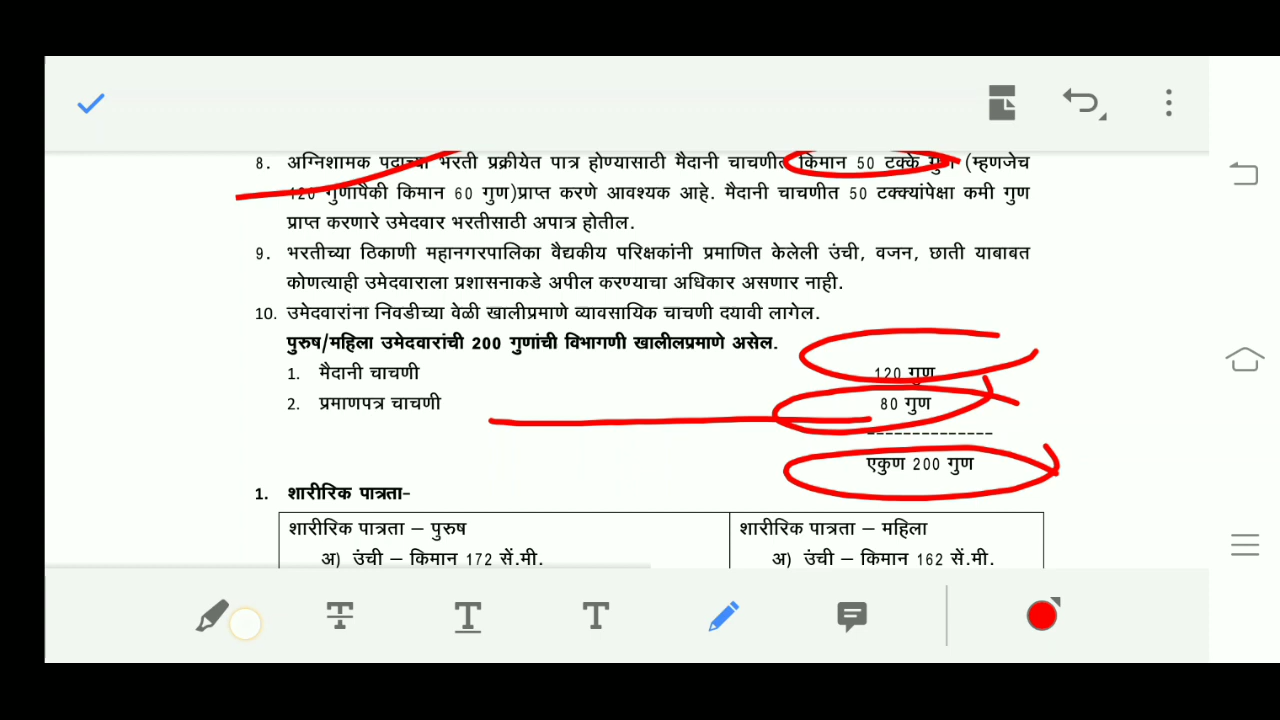 8. अग्निशामक पदाच्या भरती प्रक्रीयेत पात्र होण्यासाठी मैदानी चाचणीत किमान 50 टक्के गुण (म्हणजेच
120 गुणापैकी किमान 60 गुण)प्राप्त करणे आवश्यक आहे. मैदानी चाचणीत 50 टक्क्यांपेक्षा कमी गुण
प्राप्त करणारे उमेदवार भरतीसाठी अपात्र होतील.
9. भरतीच्या ठिकाणी महानगरपालिका वैद्यकीय परिक्षकांनी प्रमाणित केलेली उंची, वजन, छाती याबाबत
कोणत्याही उमेदवाराला प्रशासनाकडे अपील करण्याचा अधिकार असणार नाही.
10. उमेदवारांना निवडीच्या वेळी खालीप्रमाणे व्यावसायिक चाचणी दयावी लागेल.
पुरुष/महिला उमेदवारांची 200 गुणांची विभागणी खालीलप्रमाणे असेल.
1. मैदानी चाचणी 120 गुण
2. प्रमाणपत्र चाचणी 80 गुण
--------------
एकुण 200 गुण
1. शारीरिक पात्रता-
शारीरिक पात्रता – पुरुष शारीरिक पात्रता – महिला
अ) उंची – किमान 172 सें.मी. अ) उंची – किमान 162 सें.मी.